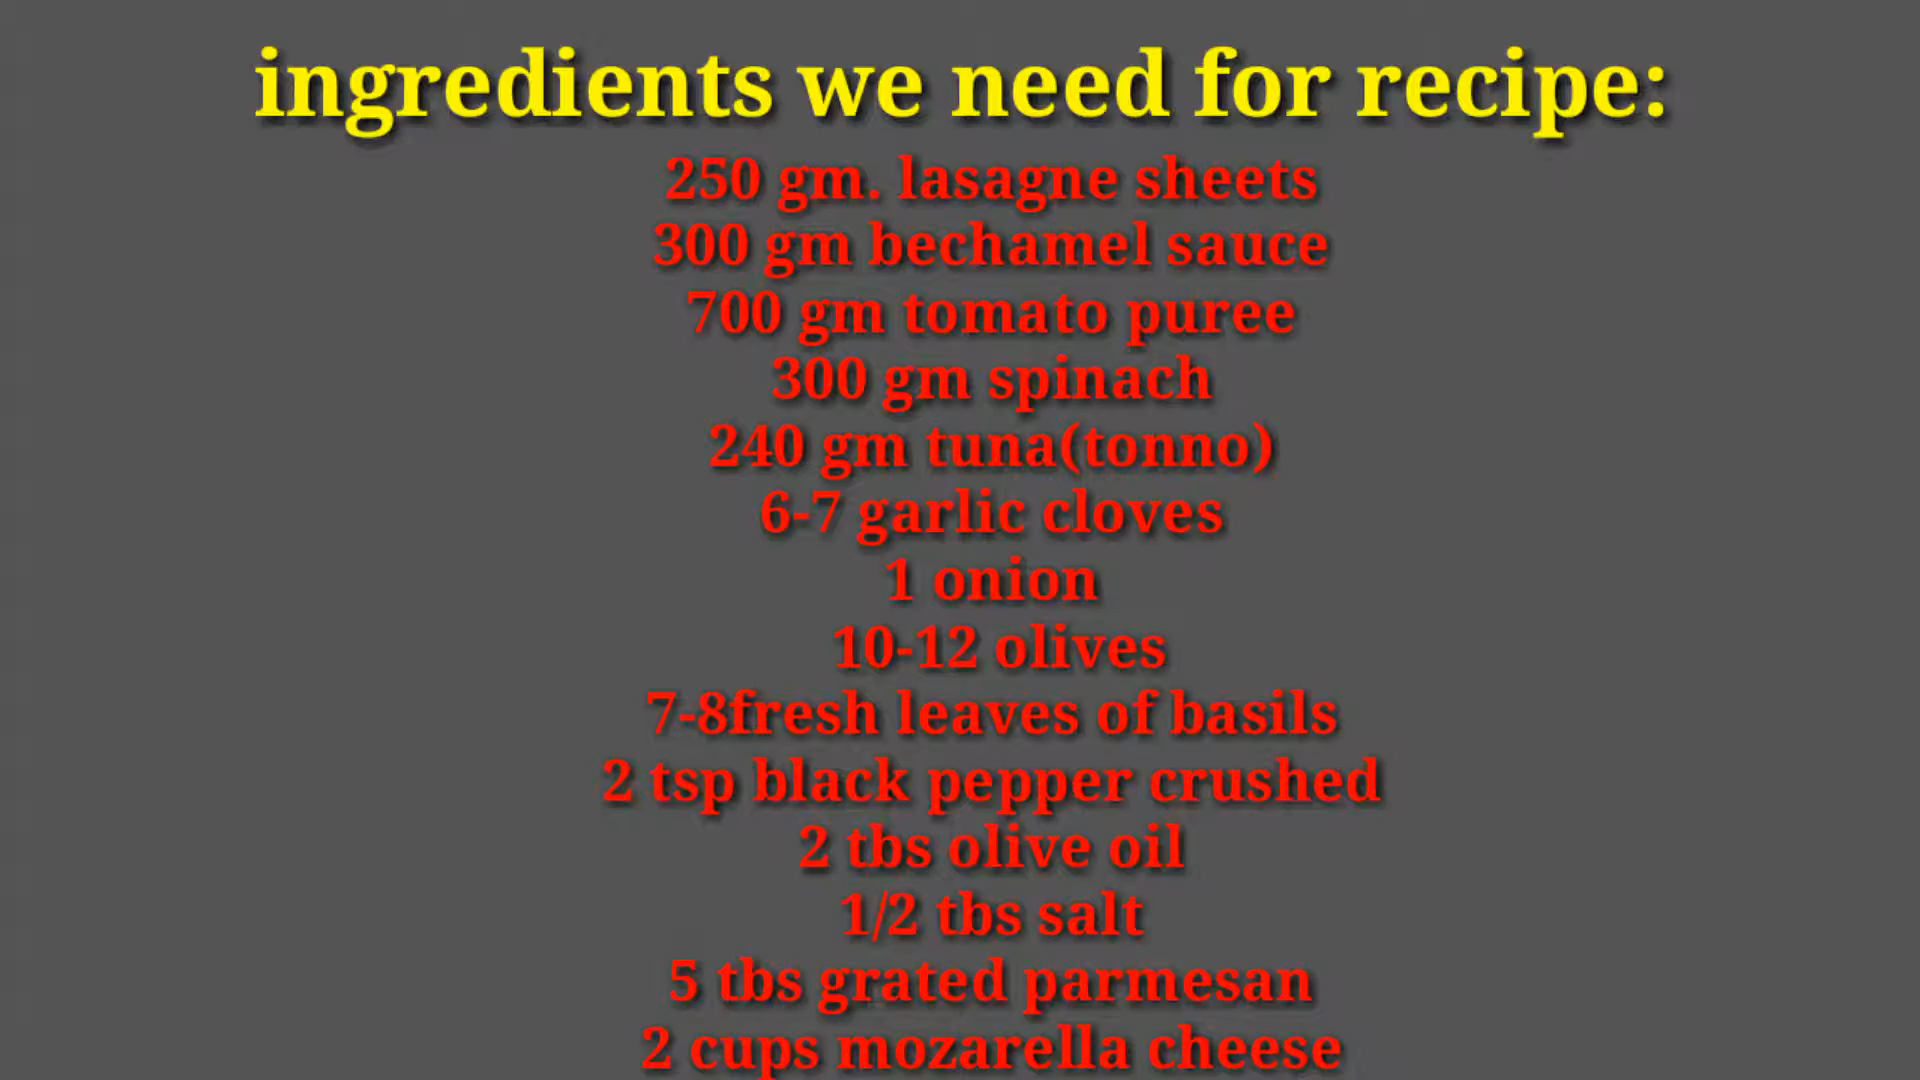 ingredients we need for recipe:
250 gm. lasagne sheets
300 gm bechamel sauce
700 gm tomato puree
300 gm spinach
240 gm tuna(tonno)
6-7 garlic cloves
1 onion
10-12 olives
7-8fresh leaves of basils
2 tsp black pepper crushed
2 tbs olive oil
1/2 tbs salt
5 tbs grated parmesan
2 cups mozarella cheese